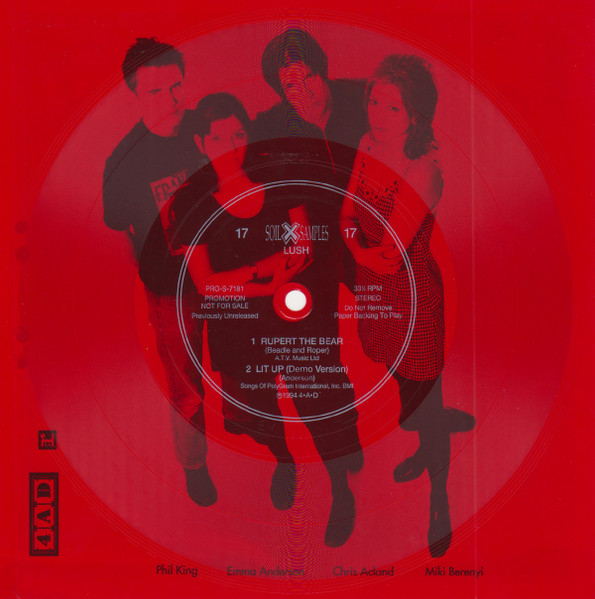 17 SOIL X SAMPLES 17
LUSH
PRO-S-7161
PROMOTION
NOT FOR SALE
Previously Unreleased
33⅓ RPM
STEREO
Do Not Remove
Paper Backing To Play
1 RUPERT THE BEAR
(Beadle and Roper)
A.T.V. Music Ltd
2 LIT UP (Demo Version)
(Anderson)
Songs Of PolyGram International, Inc. BMI
℗1994 4•A•D
4AD
Phil King Emma Anderson Chris Acland Miki Berenyi